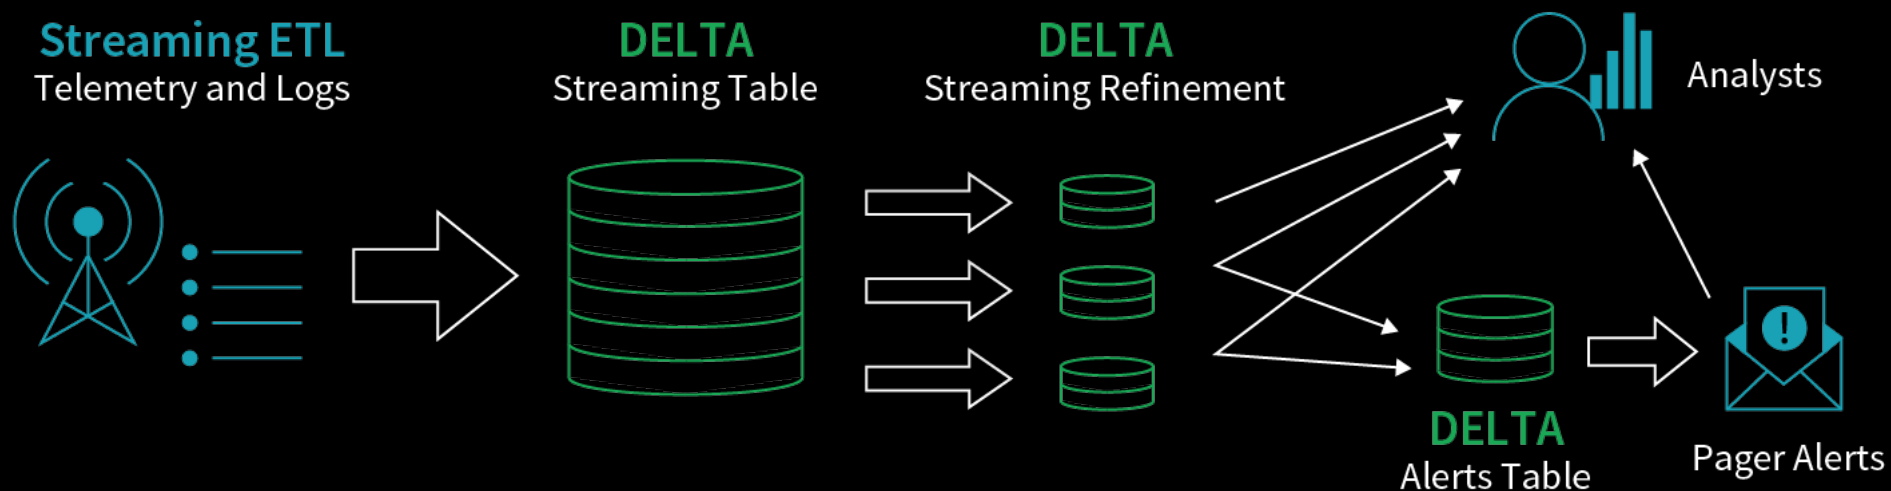 Streaming ETL
Telemetry and Logs
DELTA
Streaming Table
DELTA
Streaming Refinement
Analysts
DELTA
Alerts Table
Pager Alerts